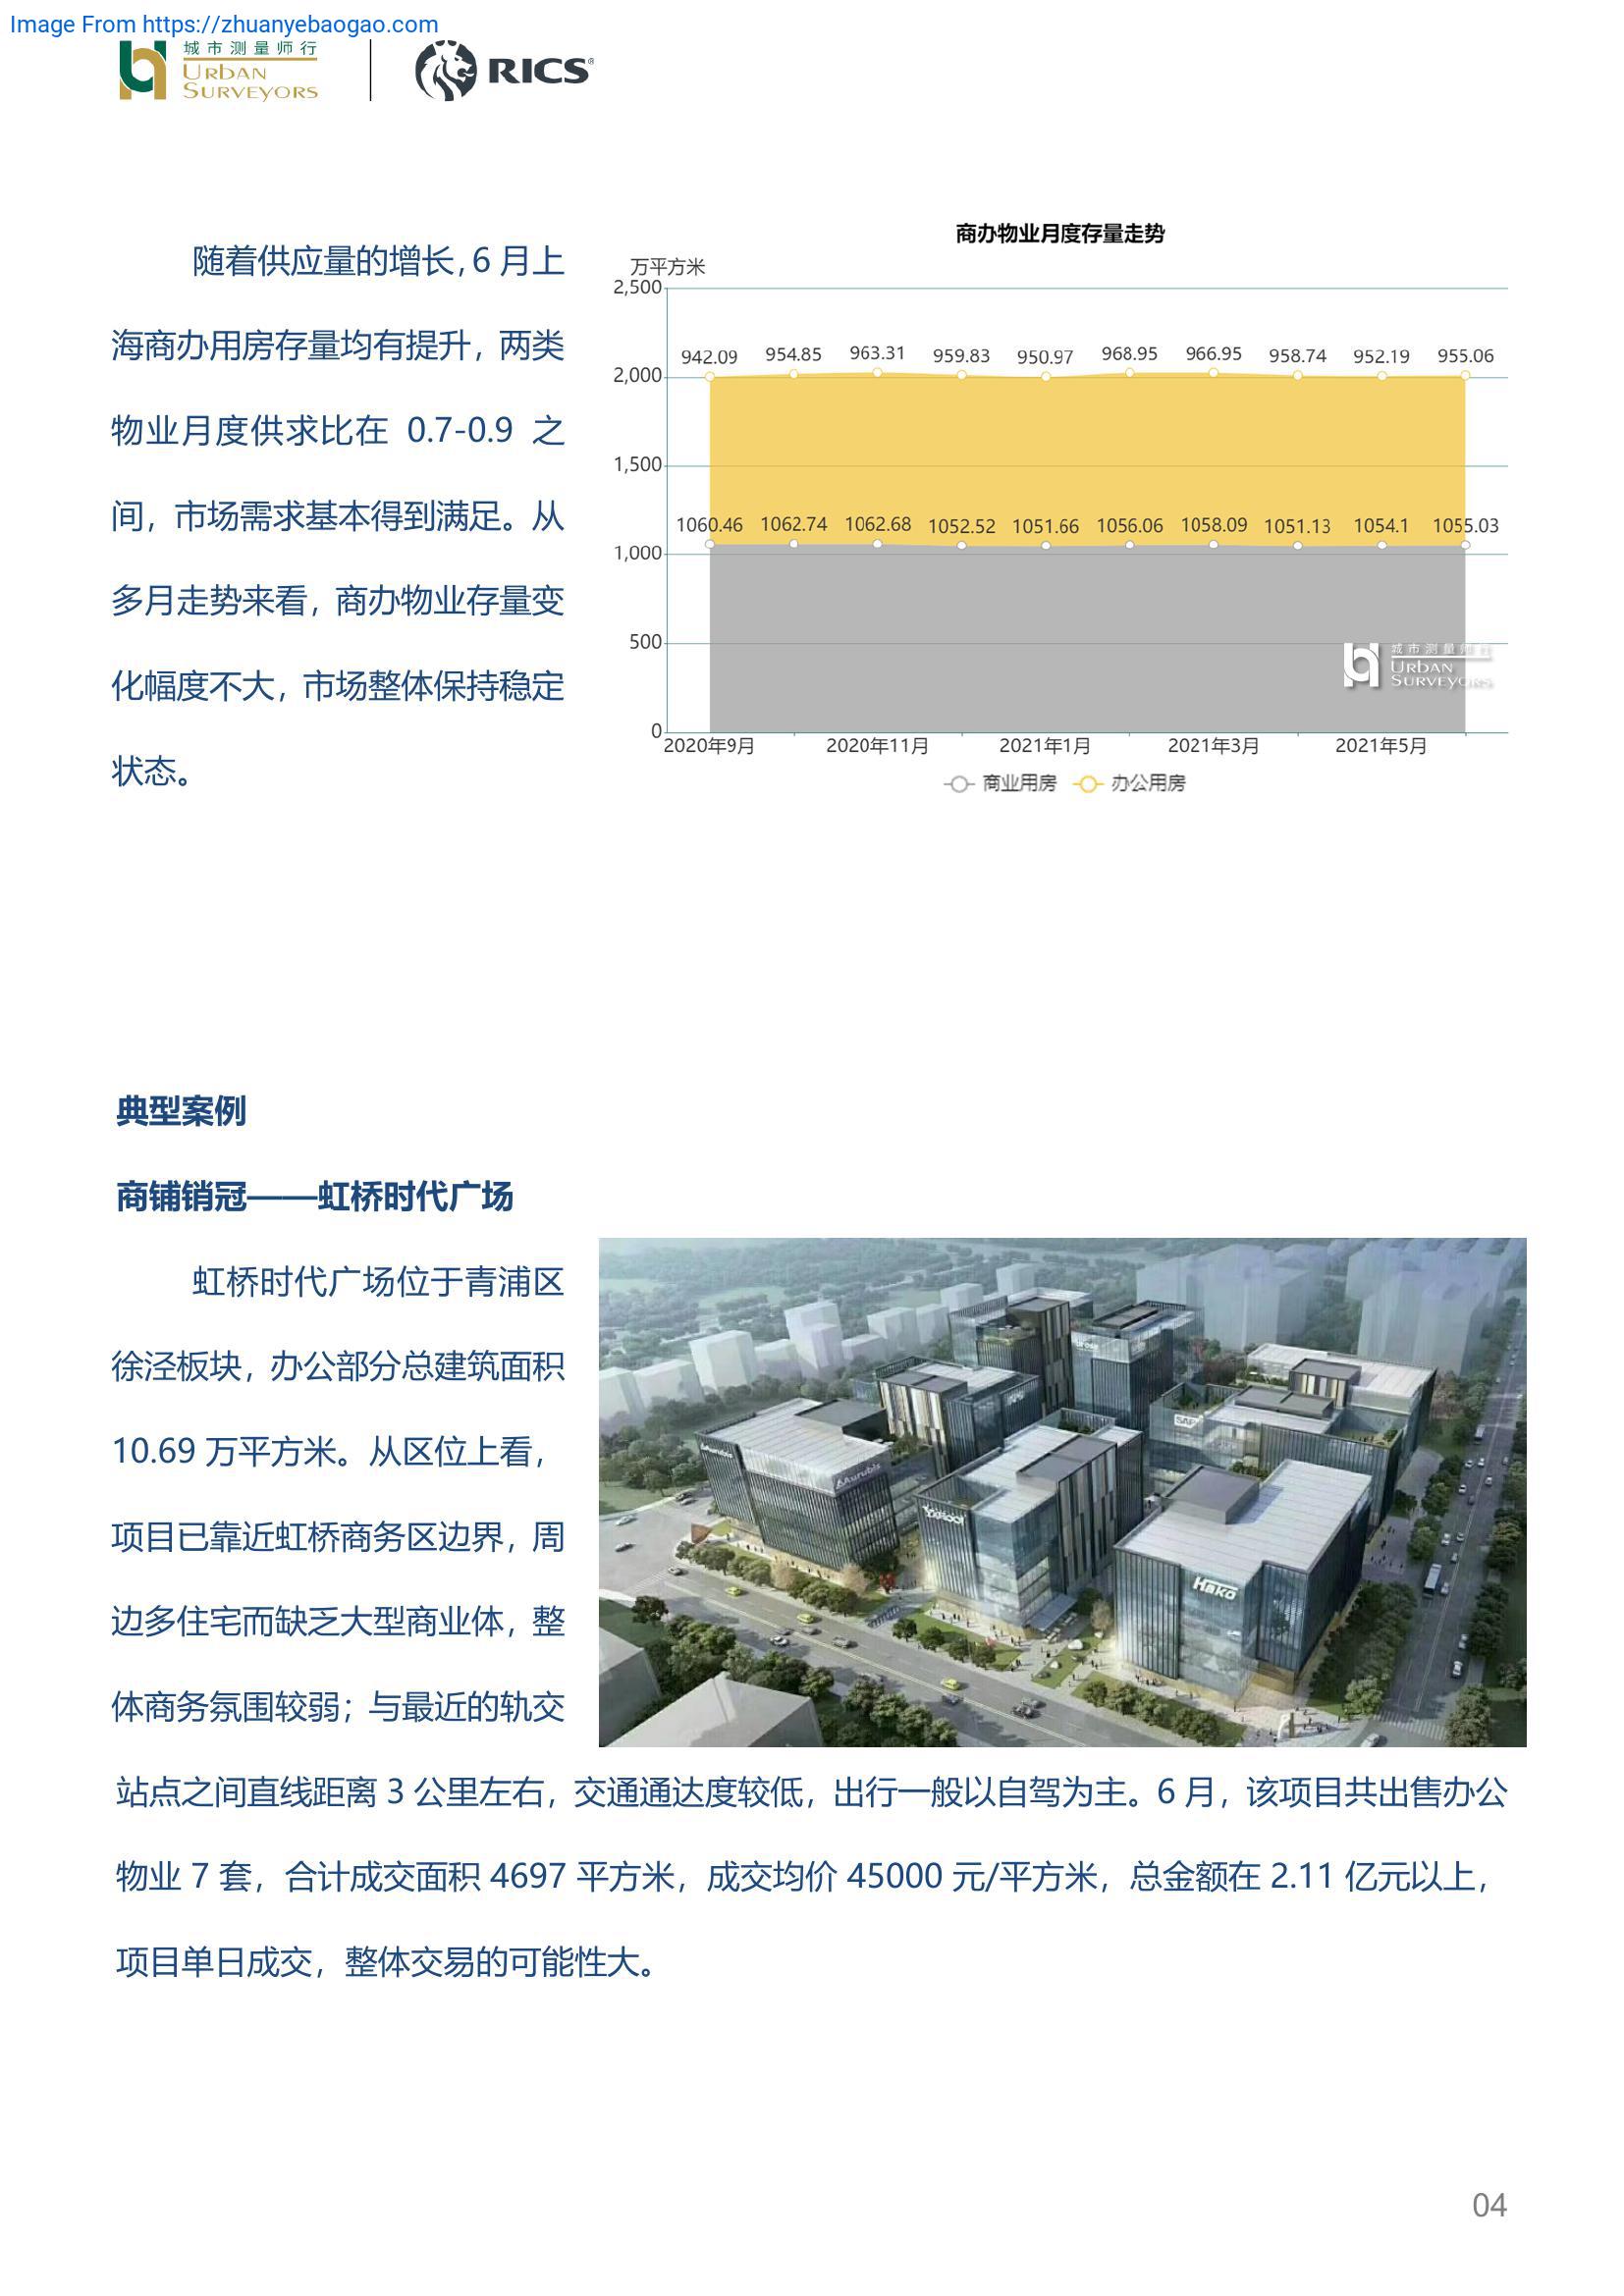 Image From https://zhuanyebaogao.com
城市测量师行
URBAN
SURVEYORS
RICS®
随着供应量的增长,6 月上
海商办用房存量均有提升，两类
物业月度供求比在 0.7-0.9 之
间，市场需求基本得到满足。从
多月走势来看，商办物业存量变
化幅度不大，市场整体保持稳定
状态。
商办物业月度存量走势
万平方米
2,500
942.09 954.85 963.31 959.83 950.97 968.95 966.95 958.74 952.19 955.06
2,000
1,500
1060.46 1062.74 1062.68 1052.52 1051.66 1056.06 1058.09 1051.13 1054.1 1055.03
1,000
500
城市测量师行
URBAN
SURVEYORS
0
2020年9月 2020年11月 2021年1月 2021年3月 2021年5月
商业用房 办公用房
典型案例
商铺销冠——虹桥时代广场
虹桥时代广场位于青浦区
徐泾板块，办公部分总建筑面积
10.69 万平方米。从区位上看，
项目已靠近虹桥商务区边界，周
边多住宅而缺乏大型商业体，整
体商务氛围较弱；与最近的轨交
SAP
Aurubis
Aurubis
Hako
站点之间直线距离 3 公里左右，交通通达度较低，出行一般以自驾为主。6 月，该项目共出售办公
物业 7 套，合计成交面积 4697 平方米，成交均价 45000 元/平方米，总金额在 2.11 亿元以上，
项目单日成交，整体交易的可能性大。
04